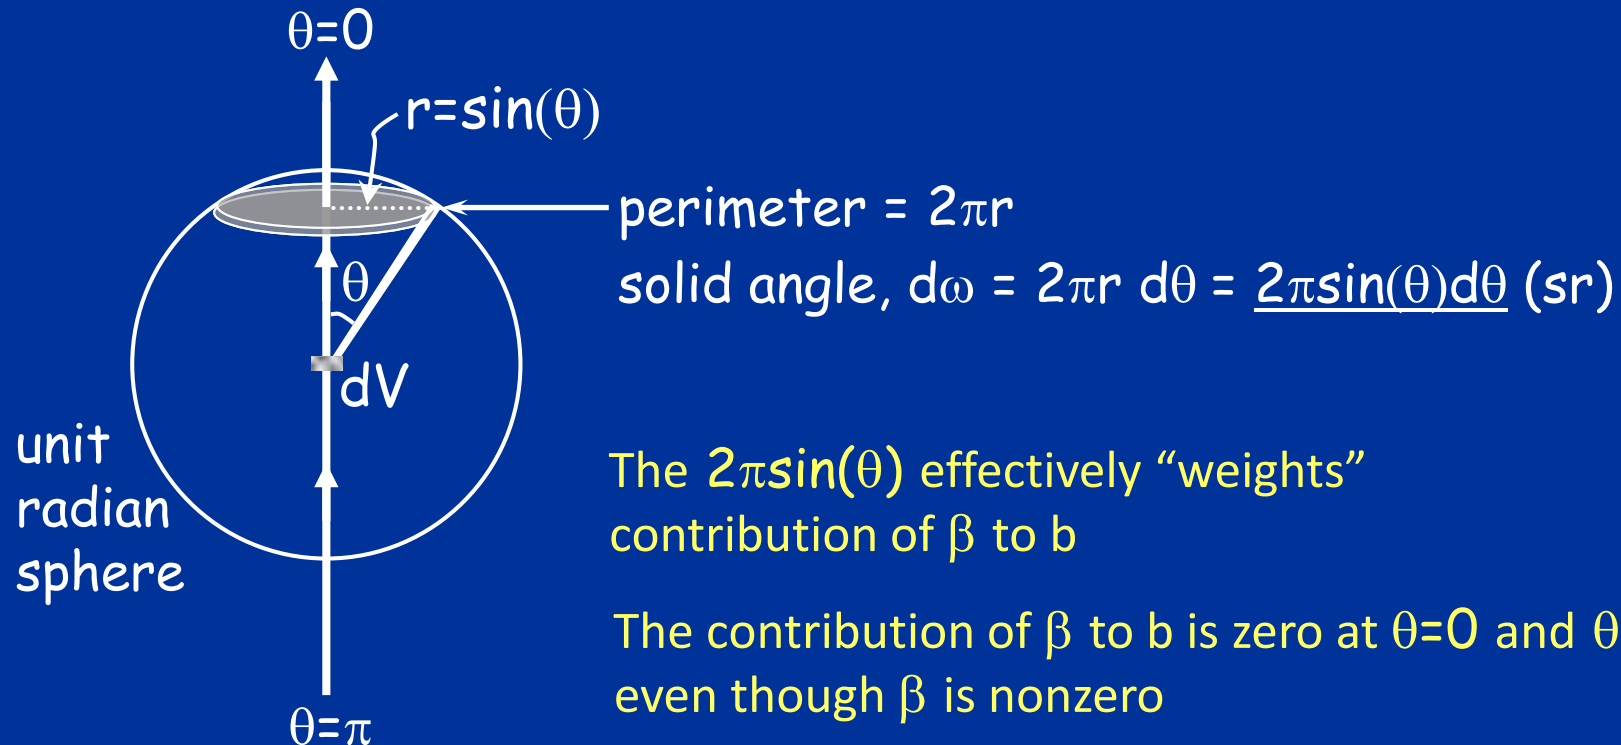 θ=0
r=sin(θ)
perimeter = 2πr
solid angle, dω = 2πr dθ = 2πsin(θ)dθ (sr)
θ
dV
unit
radian
sphere
The 2πsin(θ) effectively “weights”
contribution of β to b
The contribution of β to b is zero at θ=0 and θ
even though β is nonzero
θ=π